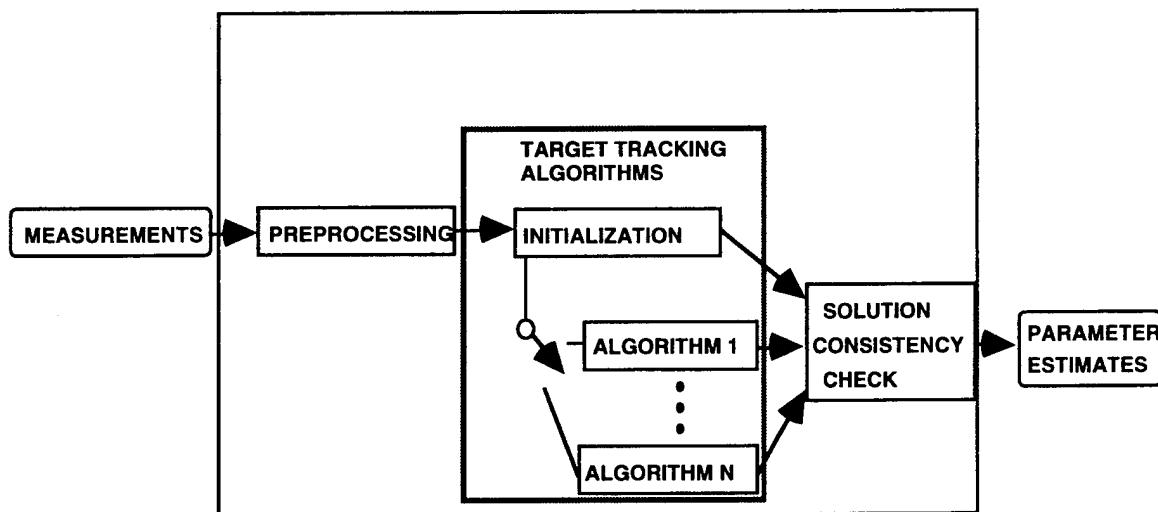 TARGET TRACKING
ALGORITHMS
MEASUREMENTS
PREPROCESSING
INITIALIZATION
ALGORITHM 1
ALGORITHM N
SOLUTION
CONSISTENCY
CHECK
PARAMETER
ESTIMATES